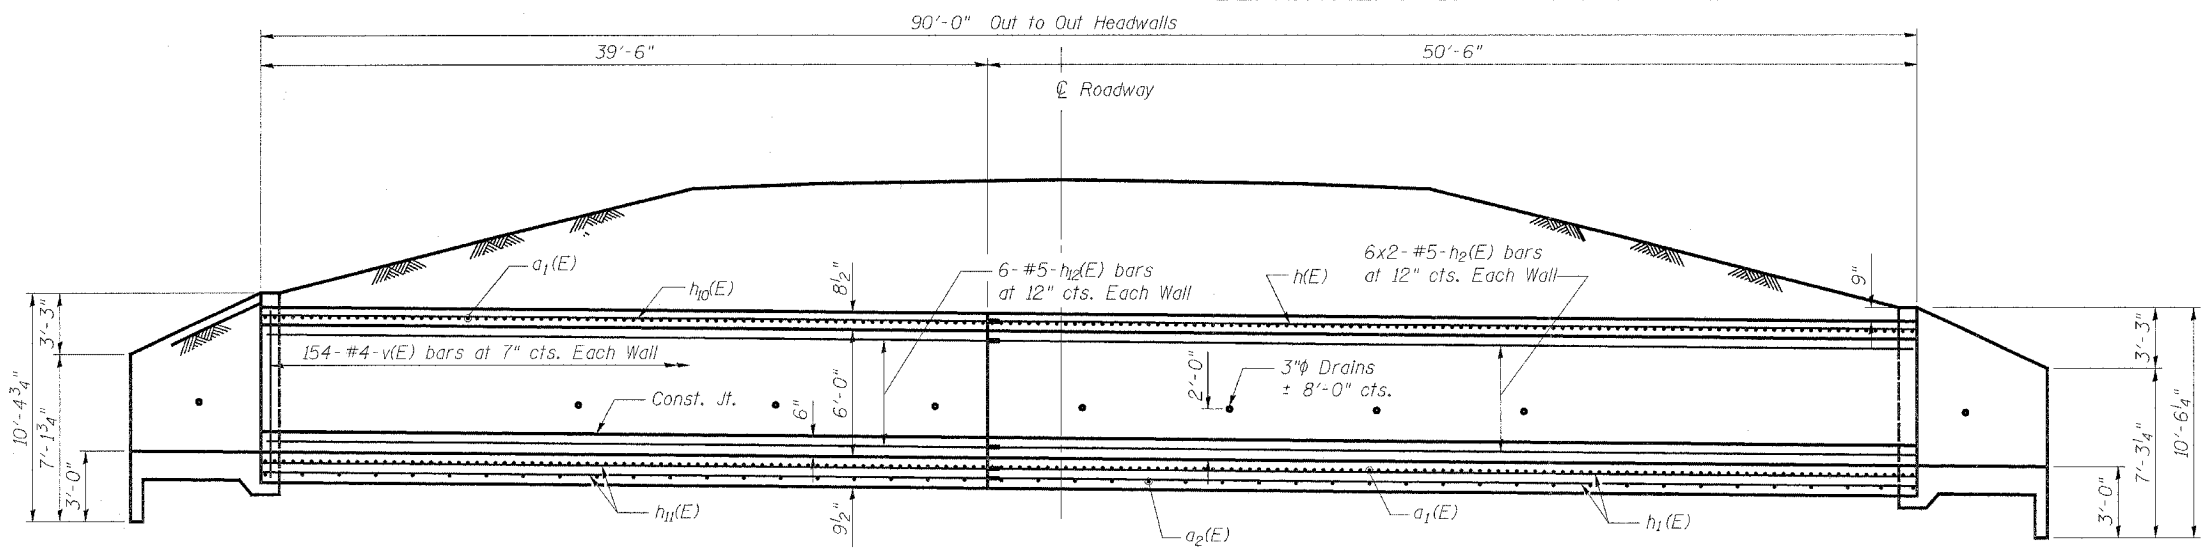 90'-0" Out to Out Headwalls
39'-6"
50'-6"
℄ Roadway
a1(E)
h10(E)
8½"
6-#5-h12(E) bars
at 12" cts. Each Wall
h(E)
6x2-#5-h2(E) bars
at 12" cts. Each Wall
9"
3'-3"
10'-4¾"
7'-1¾"
3'-0"
154-#4-v(E) bars at 7" cts. Each Wall
Const. Jt.
6"
6'-0"
2'-0"
3"ϕ Drains
± 8'-0" cts.
3'-3"
7'-3¼"
10'-6¼"
3'-0"
h11(E)
9½"
a2(E)
a1(E)
h1(E)